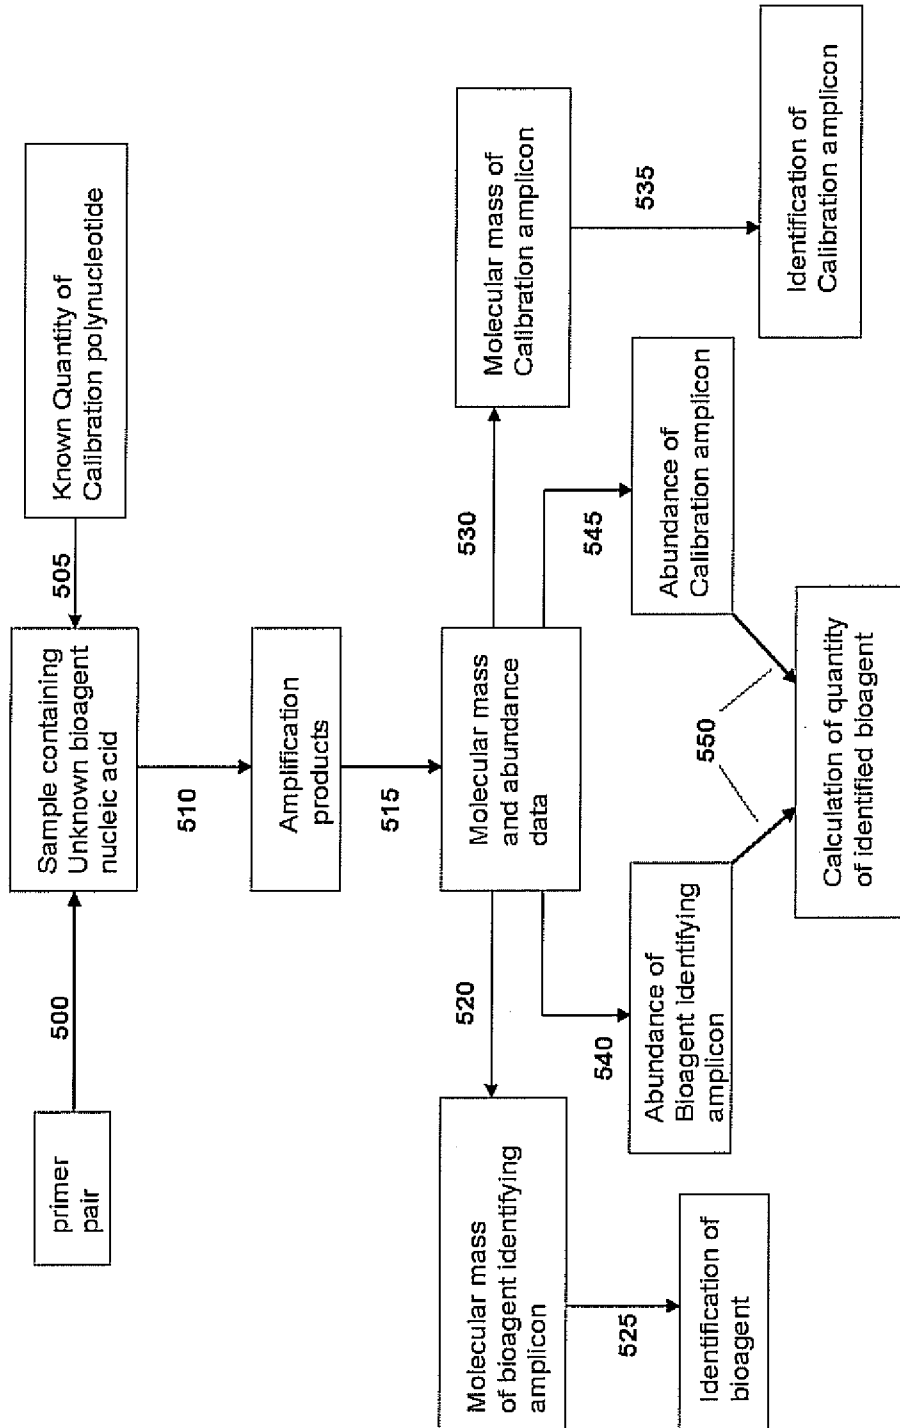 primer
pair
500
Sample containing
Unknown bioagent
nucleic acid
505
Known Quantity of
Calibration polynucleotide
510
Amplification
products
515
Molecular mass
and abundance
data
520
530
Molecular mass
of bioagent identifying
amplicon
Molecular mass of
Calibration amplicon
540
545
525
535
Abundance of
Bioagent identifying
amplicon
Abundance of
Calibration amplicon
Identification of
bioagent
550
Identification of
Calibration amplicon
Calculation of quantity
of identified bioagent